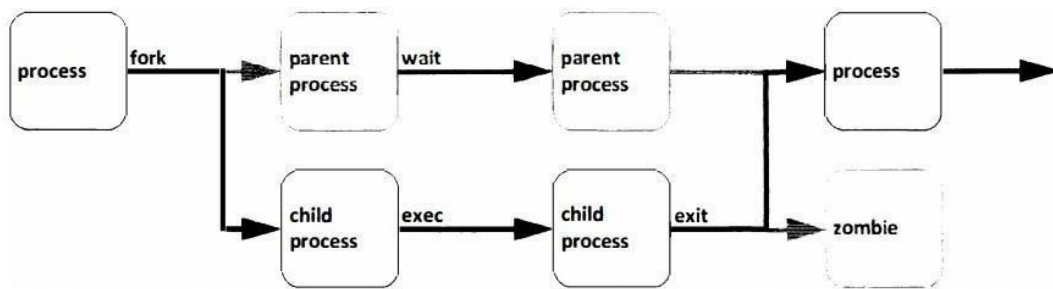 process
fork
parent
process
wait
parent
process
process
child
process
exec
child
process
exit
zombie